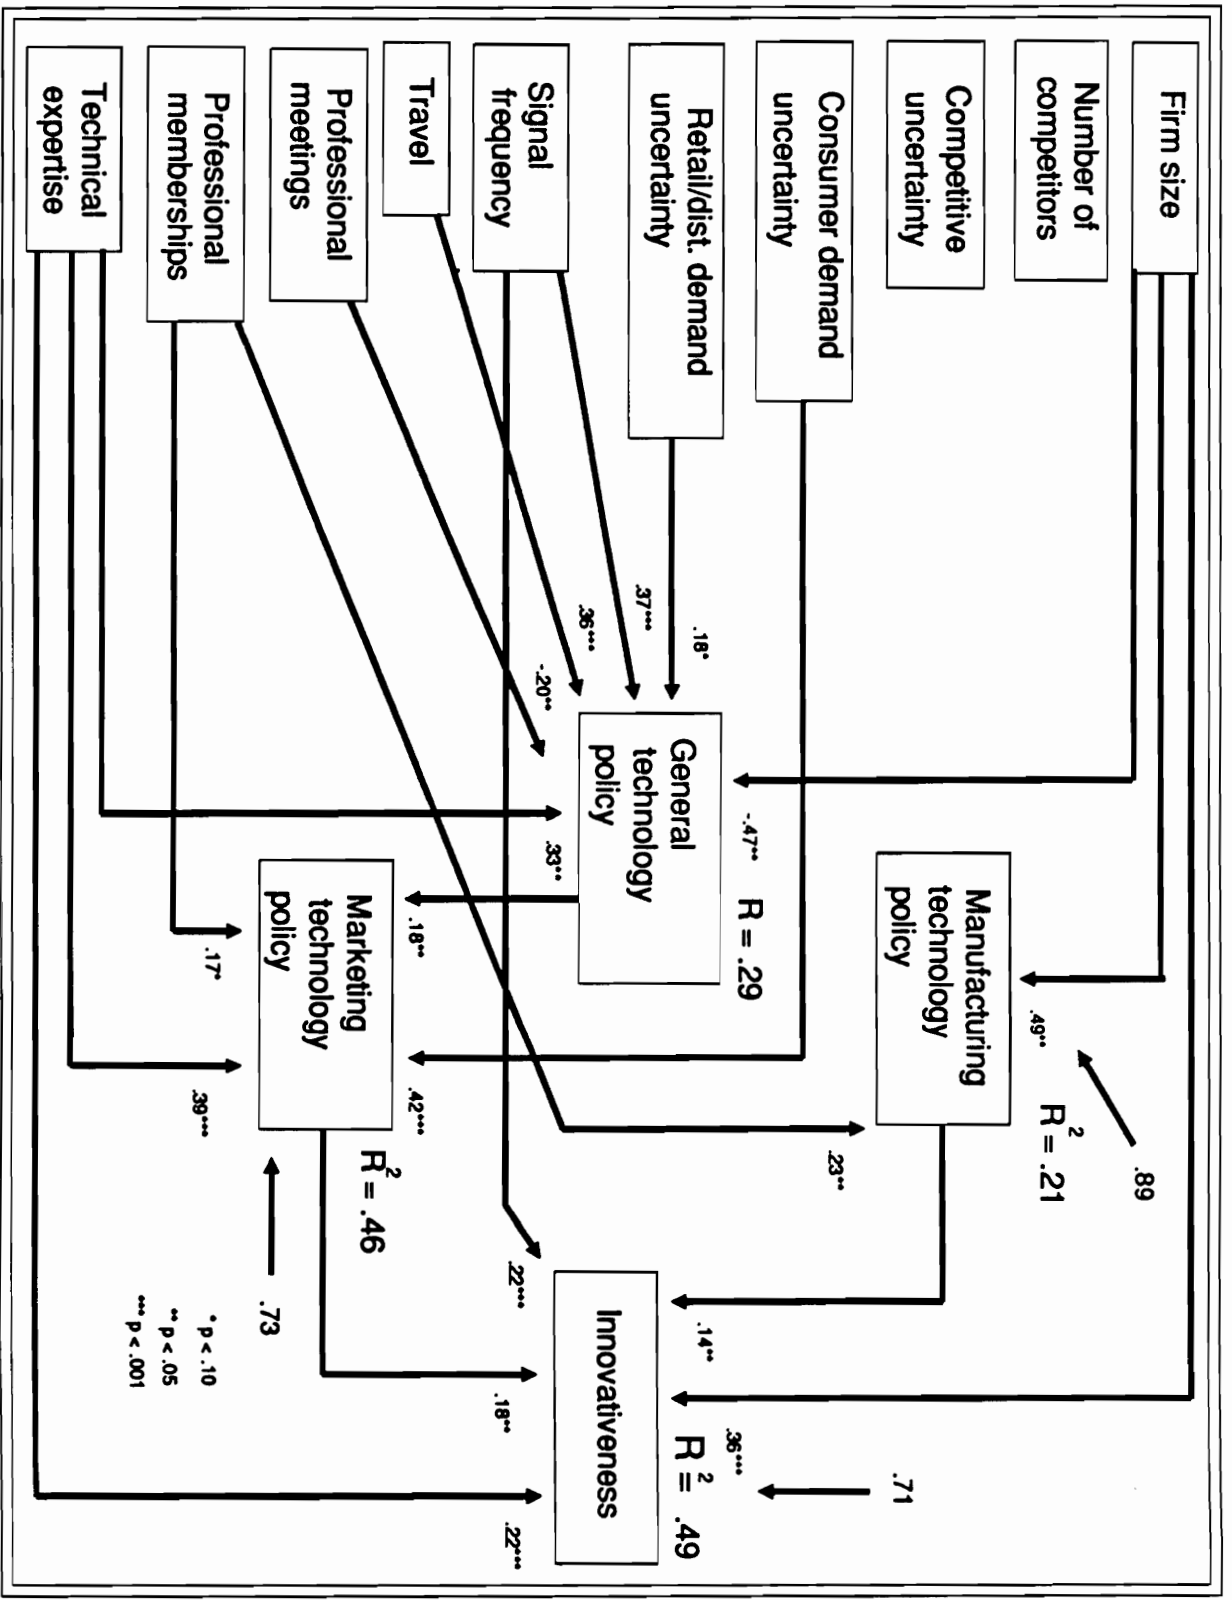 Firm size
Number of
competitors
Competitive
uncertainty
Consumer demand
uncertainty
Retail/dist. demand
uncertainty
Signal
frequency
Travel
Professional
meetings
Professional
memberships
Technical
expertise
.18*
.37***
.36***
-.20**
-.47**
.33**
General
technology
policy
R = .29
Manufacturing
technology
policy
.49**
.89
R² = .21
.23**
Marketing
technology
policy
.18**
.42***
.17*
.39***
R² = .46
.73
Innovativeness
.22***
.14**
.36***
.18**
.22***
R² = .49
.71
* p < .10
** p < .05
*** p < .001